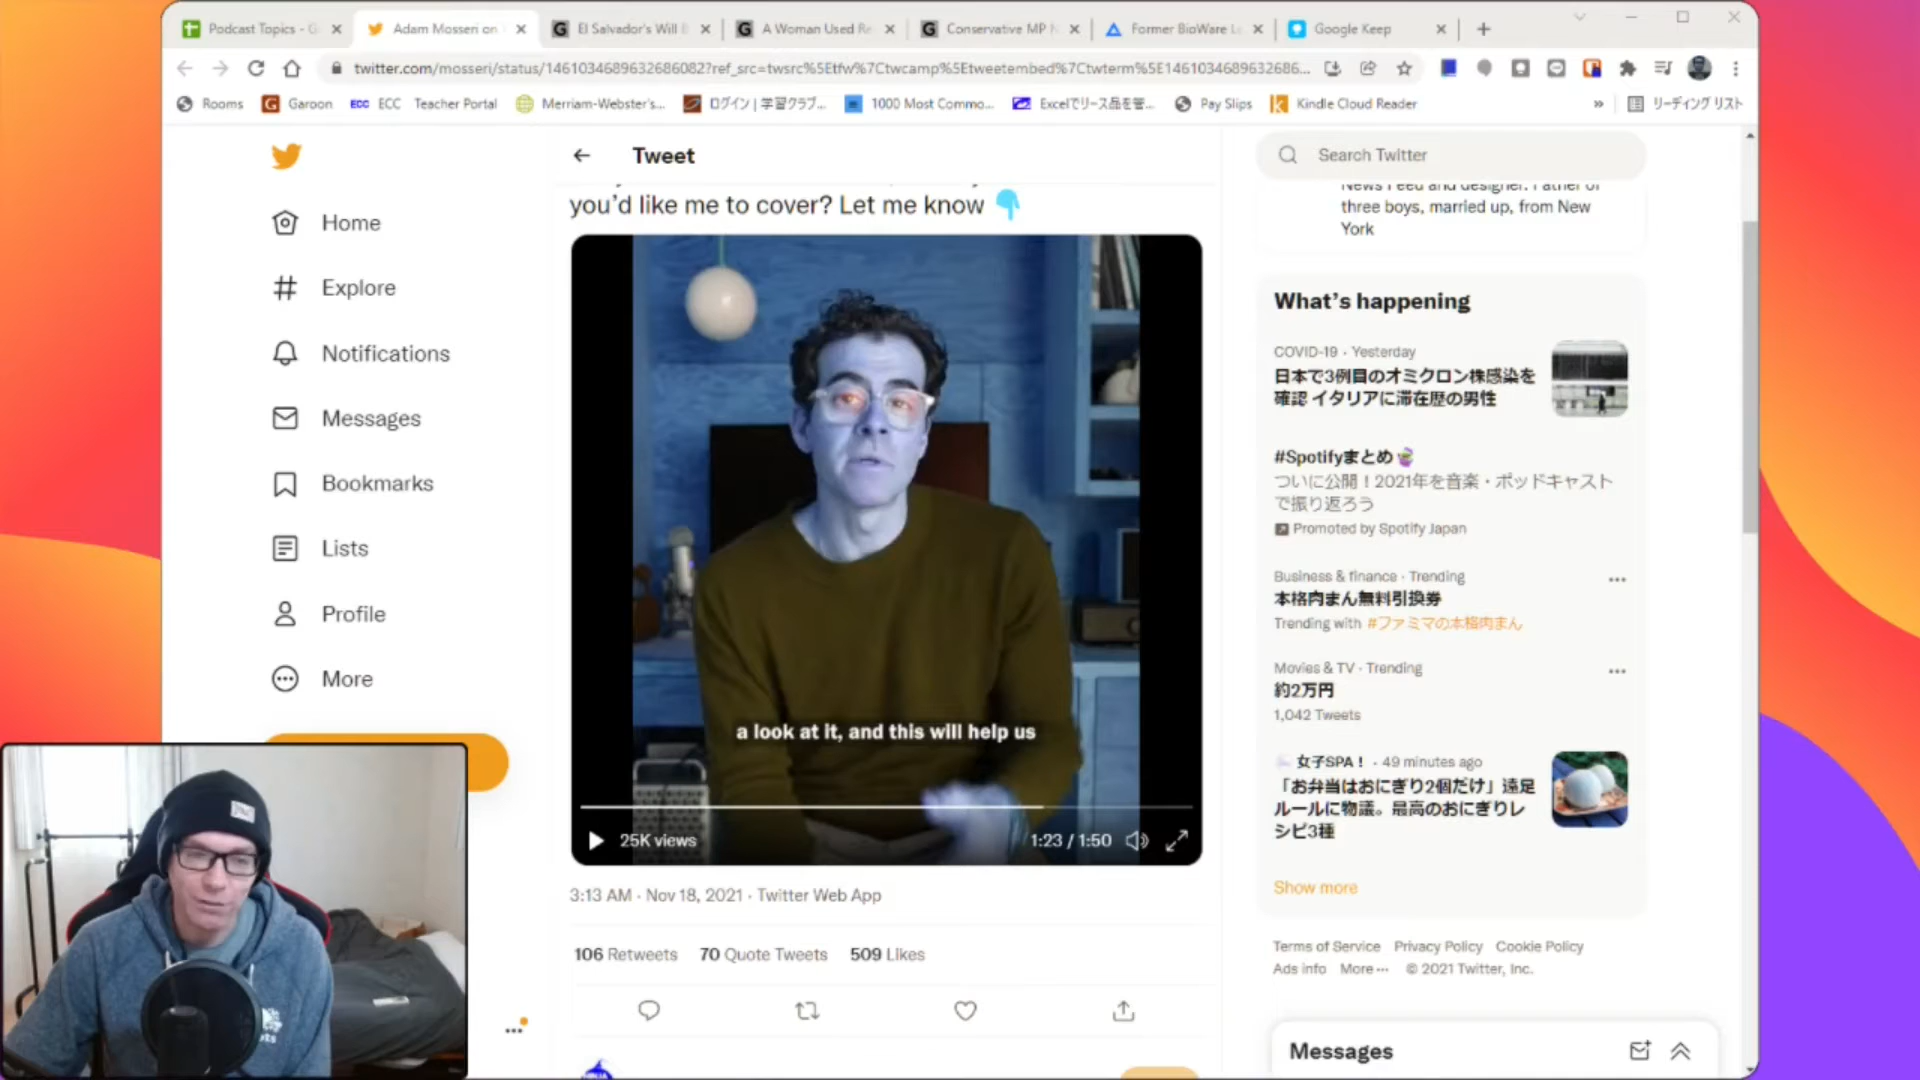 Podcast Topics - G
Adam Mosseri on
El Salvador's Will B
A Woman Used Re
Conservative MP
Former BioWare Le
Google Keep
twitter.com/mosseri/status/1461034689632686082?ref_src=twsrc%5Etfw%7Ctwcamp%5Etweetembed%7Ctwterm%5E1461034689632686...
Rooms
Garoon
ECC ECC
Teacher Portal
Merriam-Webster's...
ログイン | 学習クラブ...
1000 Most Commo...
Excelでリース品を管...
Pay Slips
Kindle Cloud Reader
»
リーディングリスト
Home
Explore
Notifications
Messages
Bookmarks
Lists
Profile
More
Tweet
you'd like me to cover? Let me know 👇
a look at it, and this will help us
25K views
1:23 / 1:50
3:13 AM · Nov 18, 2021 · Twitter Web App
106 Retweets 70 Quote Tweets 509 Likes
Search Twitter
News Feed and designer. Father of
three boys, married up, from New
York
What's happening
COVID-19 · Yesterday
日本で3例目のオミクロン株感染を
確認 イタリアに滞在歴の男性
#Spotifyまとめ
ついに公開！2021年を音楽・ポッドキャスト
で振り返ろう
Promoted by Spotify Japan
Business & finance · Trending
本格肉まん無料引換券
Trending with #ファミマの本格肉まん
Movies & TV · Trending
約2万円
1,042 Tweets
女子SPA！ · 49 minutes ago
「お弁当はおにぎり2個だけ」遠足
ルールに物議。最高のおにぎりレ
シピ3種
Show more
Terms of Service Privacy Policy Cookie Policy
Ads info More ··· © 2021 Twitter, Inc.
Messages